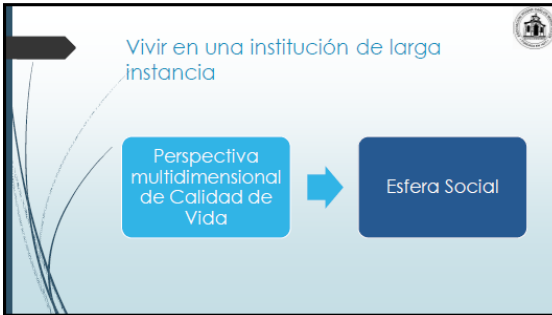 Vivir en una institución de larga
instancia
Perspectiva
multidimensional
de Calidad de
Vida
Esfera Social